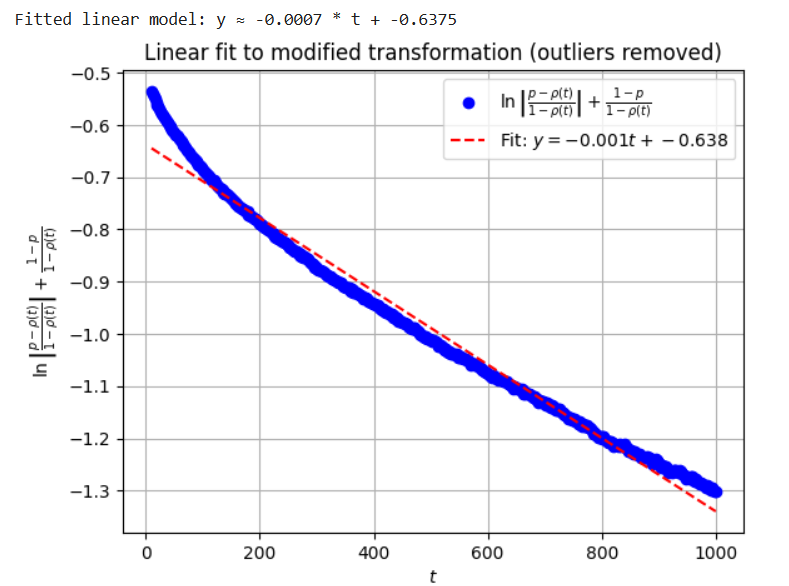 Fitted linear model: y ≈ -0.0007 * t + -0.6375
Linear fit to modified transformation (outliers removed)
ln |p − ρ(t) / 1 − ρ(t)| + 1 − p / 1 − ρ(t)
Fit: y = −0.001t + − 0.638
−0.5
−0.6
−0.7
−0.8
−0.9
−1.0
−1.1
−1.2
−1.3
ln |p − ρ(t) / 1 − ρ(t)| + 1 − p / 1 − ρ(t)
0 200 400 600 800 1000
t